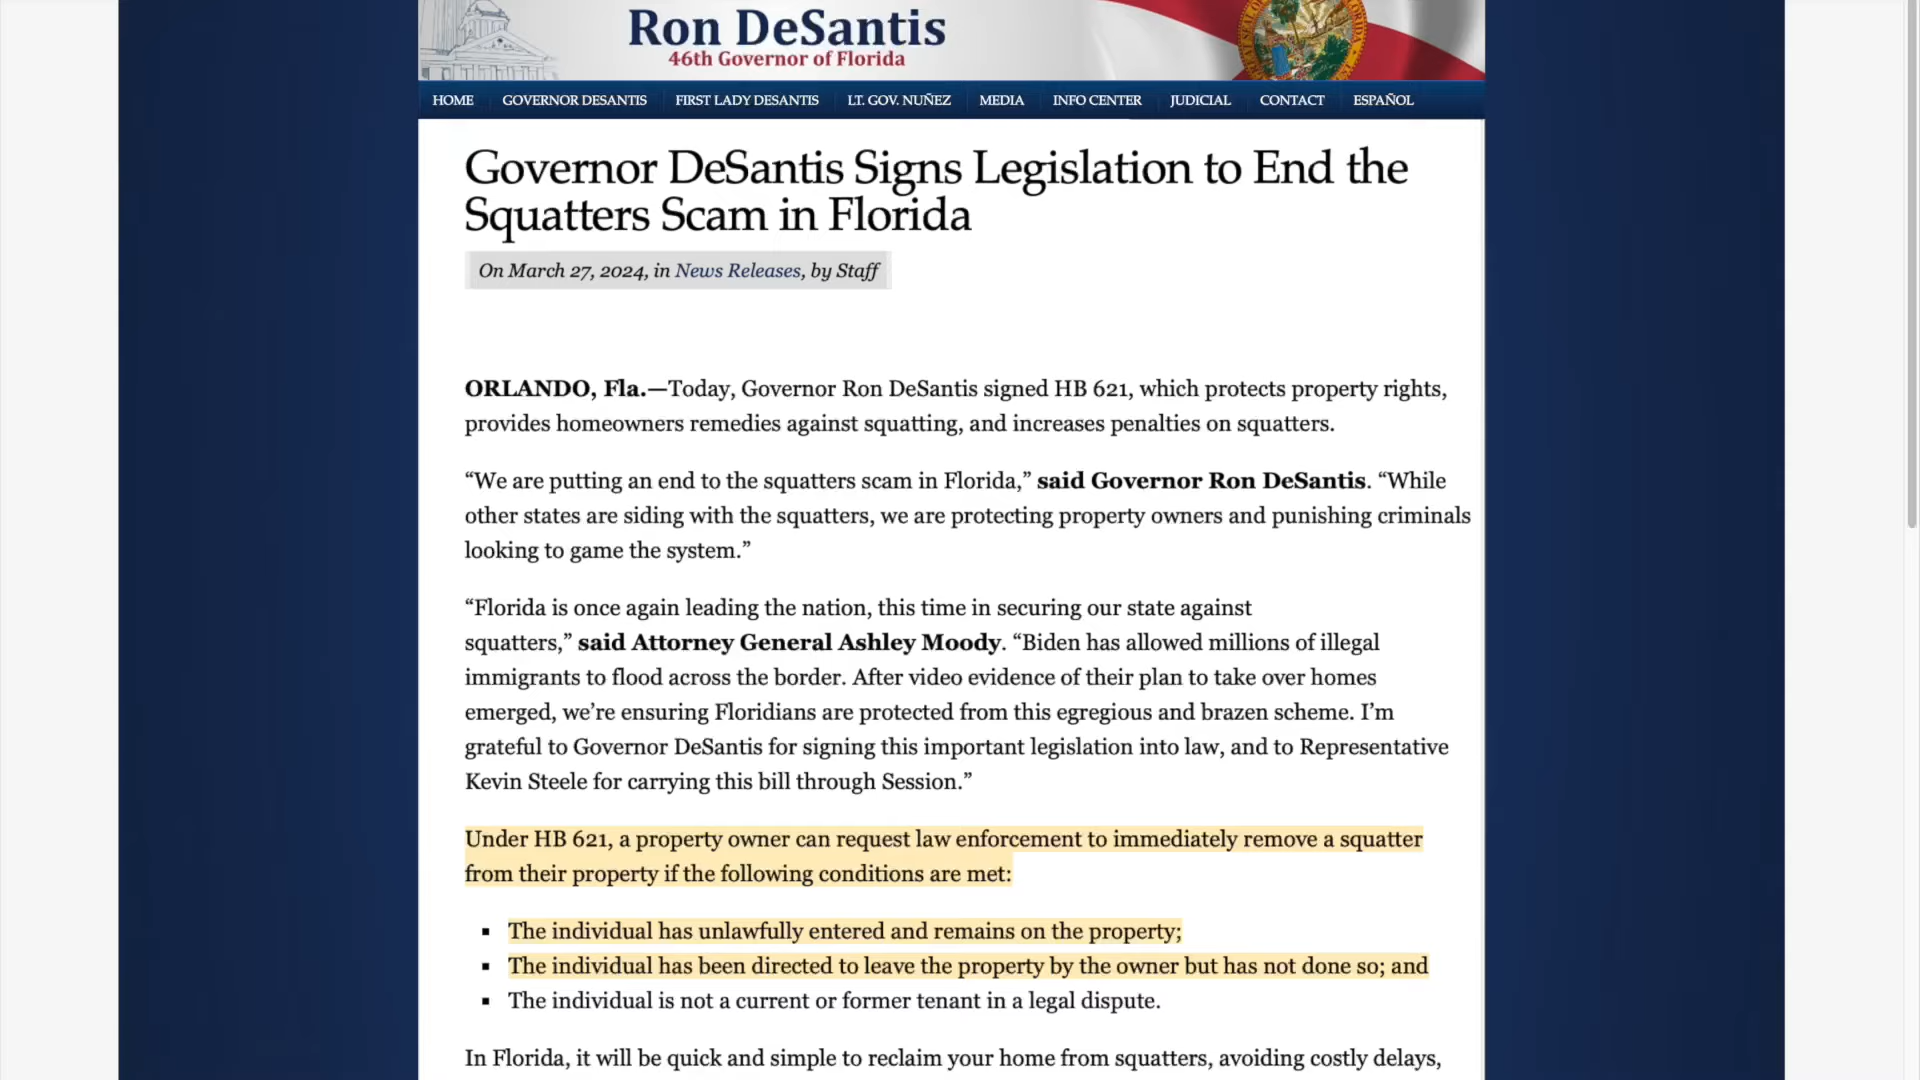 Ron DeSantis
46th Governor of Florida
HOME GOVERNOR DESANTIS FIRST LADY DESANTIS LT. GOV. NUÑEZ MEDIA INFO CENTER JUDICIAL CONTACT ESPAÑOL
Governor DeSantis Signs Legislation to End the
Squatters Scam in Florida
On March 27, 2024, in News Releases, by Staff
ORLANDO, Fla.—Today, Governor Ron DeSantis signed HB 621, which protects property rights,
provides homeowners remedies against squatting, and increases penalties on squatters.
“We are putting an end to the squatters scam in Florida,” said Governor Ron DeSantis. “While
other states are siding with the squatters, we are protecting property owners and punishing criminals
looking to game the system.”
“Florida is once again leading the nation, this time in securing our state against
squatters,” said Attorney General Ashley Moody. “Biden has allowed millions of illegal
immigrants to flood across the border. After video evidence of their plan to take over homes
emerged, we’re ensuring Floridians are protected from this egregious and brazen scheme. I’m
grateful to Governor DeSantis for signing this important legislation into law, and to Representative
Kevin Steele for carrying this bill through Session.”
Under HB 621, a property owner can request law enforcement to immediately remove a squatter
from their property if the following conditions are met:
▪ The individual has unlawfully entered and remains on the property;
▪ The individual has been directed to leave the property by the owner but has not done so; and
▪ The individual is not a current or former tenant in a legal dispute.
In Florida, it will be quick and simple to reclaim your home from squatters, avoiding costly delays,